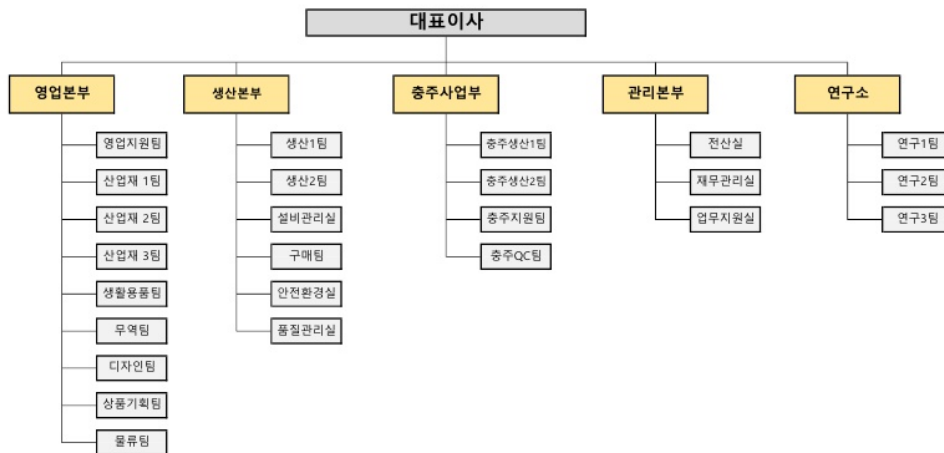 대표이사
영업본부
생산본부
충주사업부
관리본부
연구소
영업지원팀
산업재 1팀
산업재 2팀
산업재 3팀
생활용품팀
무역팀
디자인팀
상품기획팀
물류팀
생산1팀
생산2팀
설비관리실
구매팀
안전환경실
품질관리실
충주생산1팀
충주생산2팀
충주지원팀
충주QC팀
전산실
재무관리실
업무지원실
연구1팀
연구2팀
연구3팀